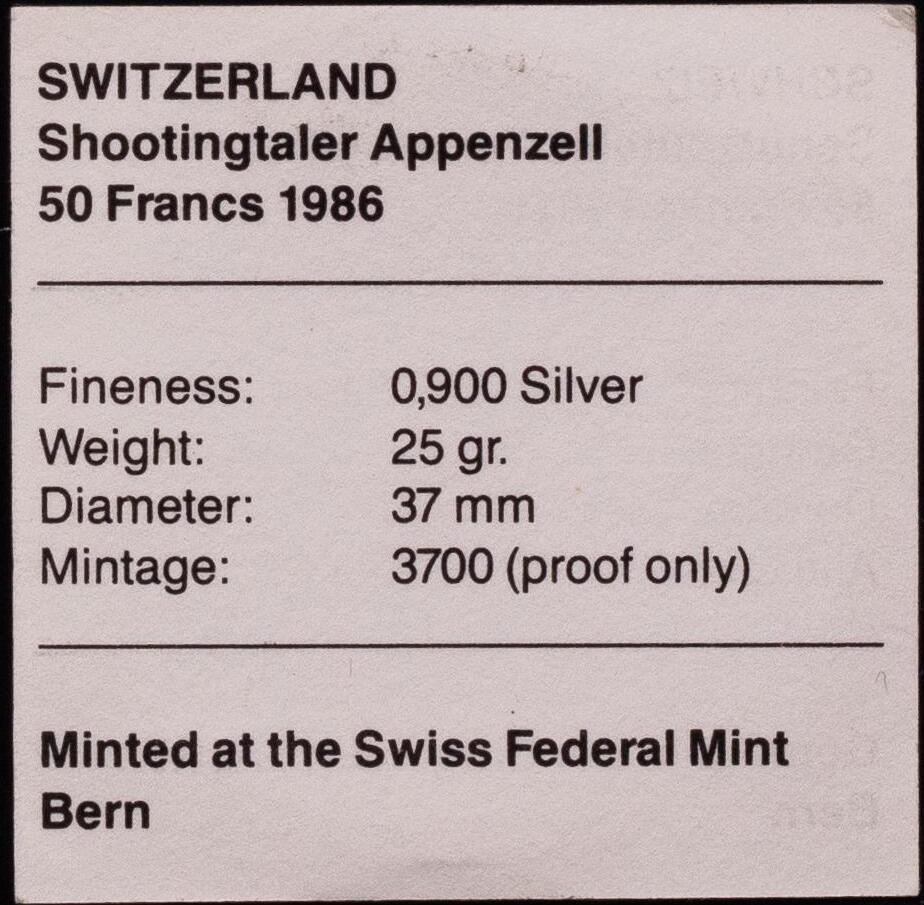 SWITZERLAND
Shootingtaler Appenzell
50 Francs 1986
Fineness: 0,900 Silver
Weight: 25 gr.
Diameter: 37 mm
Mintage: 3700 (proof only)
Minted at the Swiss Federal Mint
Bern